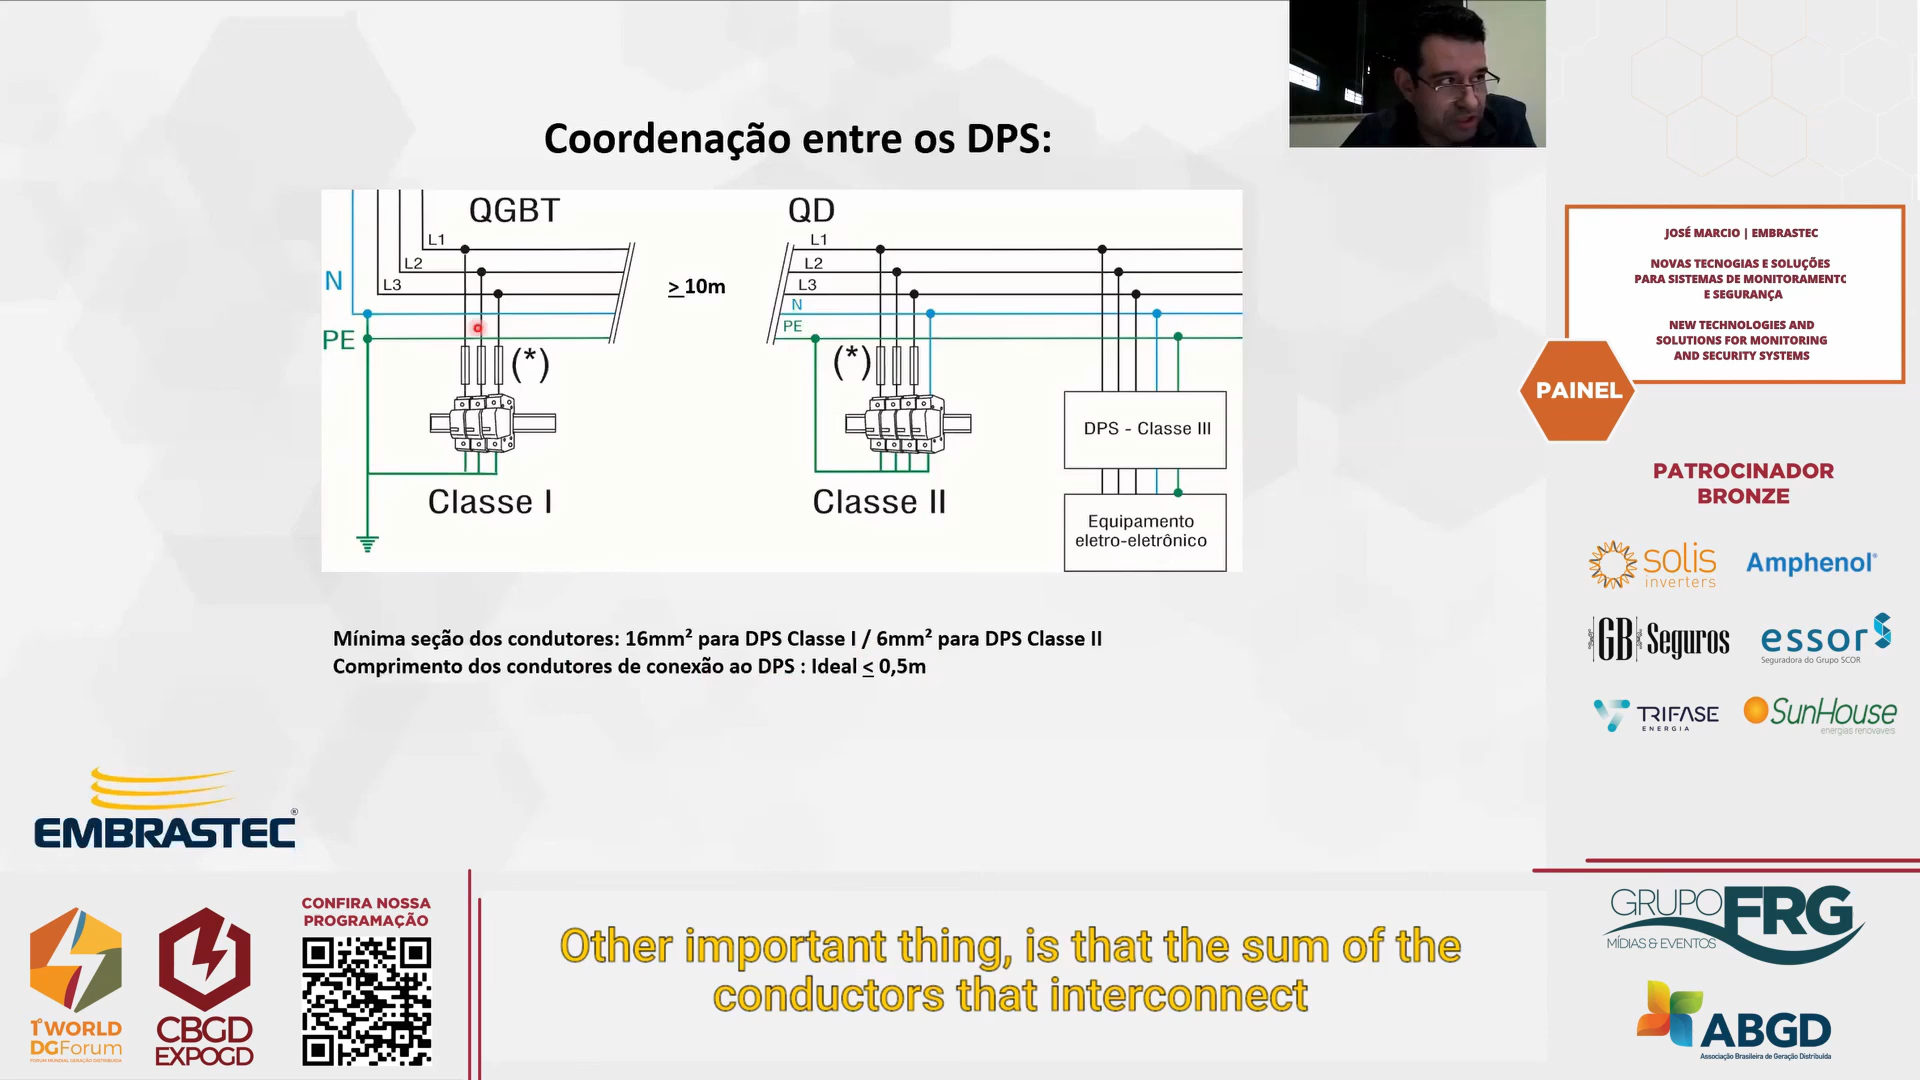 Coordenação entre os DPS:
QGBT
QD
L1
L2
L3
N
PE
≥ 10m
L1
L2
L3
N
PE
(*)
(*)
Classe I
Classe II
DPS - Classe III
Equipamento
eletro-eletrônico
Mínima seção dos condutores: 16mm² para DPS Classe I / 6mm² para DPS Classe II
Comprimento dos condutores de conexão ao DPS : Ideal ≤ 0,5m
EMBRASTEC®
JOSÉ MARCIO | EMBRASTEC
NOVAS TECNOGIAS E SOLUÇÕES
PARA SISTEMAS DE MONITORAMENTO
E SEGURANÇA
NEW TECHNOLOGIES AND
SOLUTIONS FOR MONITORING
AND SECURITY SYSTEMS
PAINEL
PATROCINADOR
BRONZE
solis
inverters
Amphenol®
GB Seguros
essor
Seguradora do Grupo SCOR
TRIFASE
ENERGIA
SunHouse
energias renováveis
1º WORLD
DGForum
FORUM MUNDIAL GERAÇÃO DISTRIBUÍDA
CBGD
EXPOGD
CONFIRA NOSSA
PROGRAMAÇÃO
Other important thing, is that the sum of the
conductors that interconnect
GRUPO FRG
MÍDIAS & EVENTOS
ABGD
Associação Brasileira de Geração Distribuída